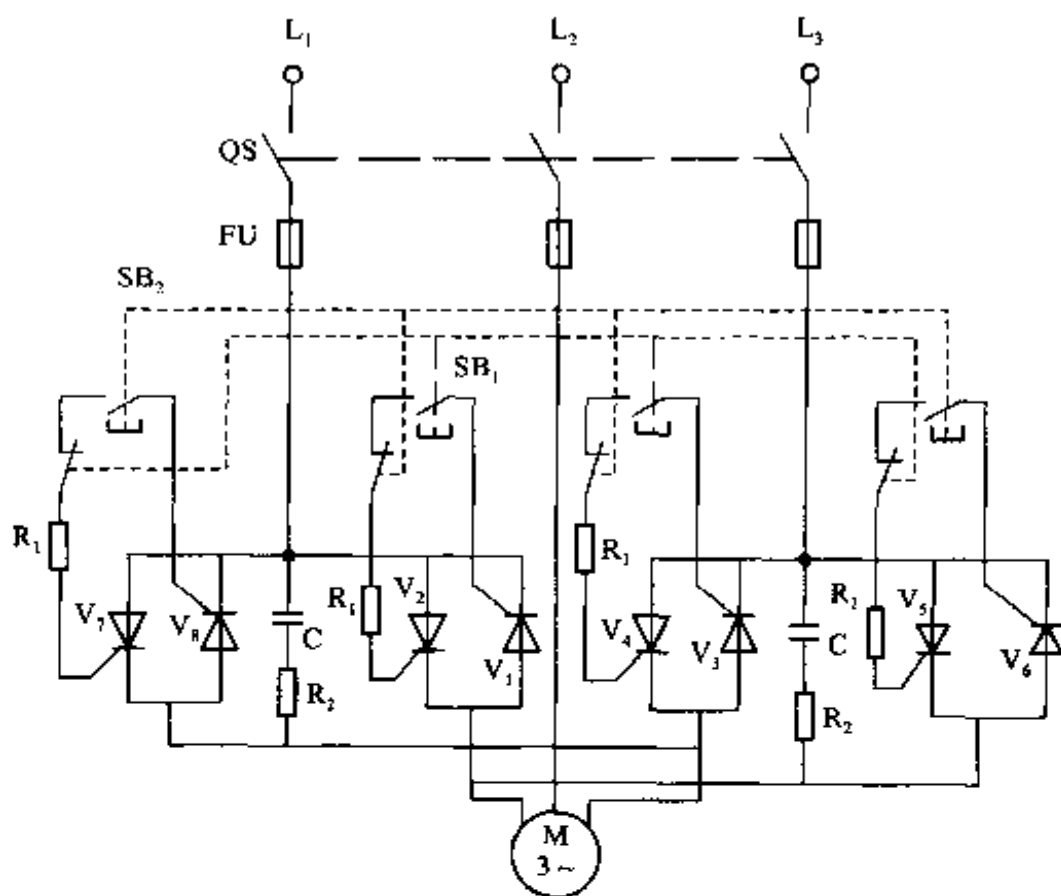 L₁ L₂ L₃
QS
FU
SB₂
SB₁
R₁ R₁ R₁ R₁
V₇ V₈ C V₂ V₁ V₄ V₃ C V₅ V₆
R₂ R₂
M
3~